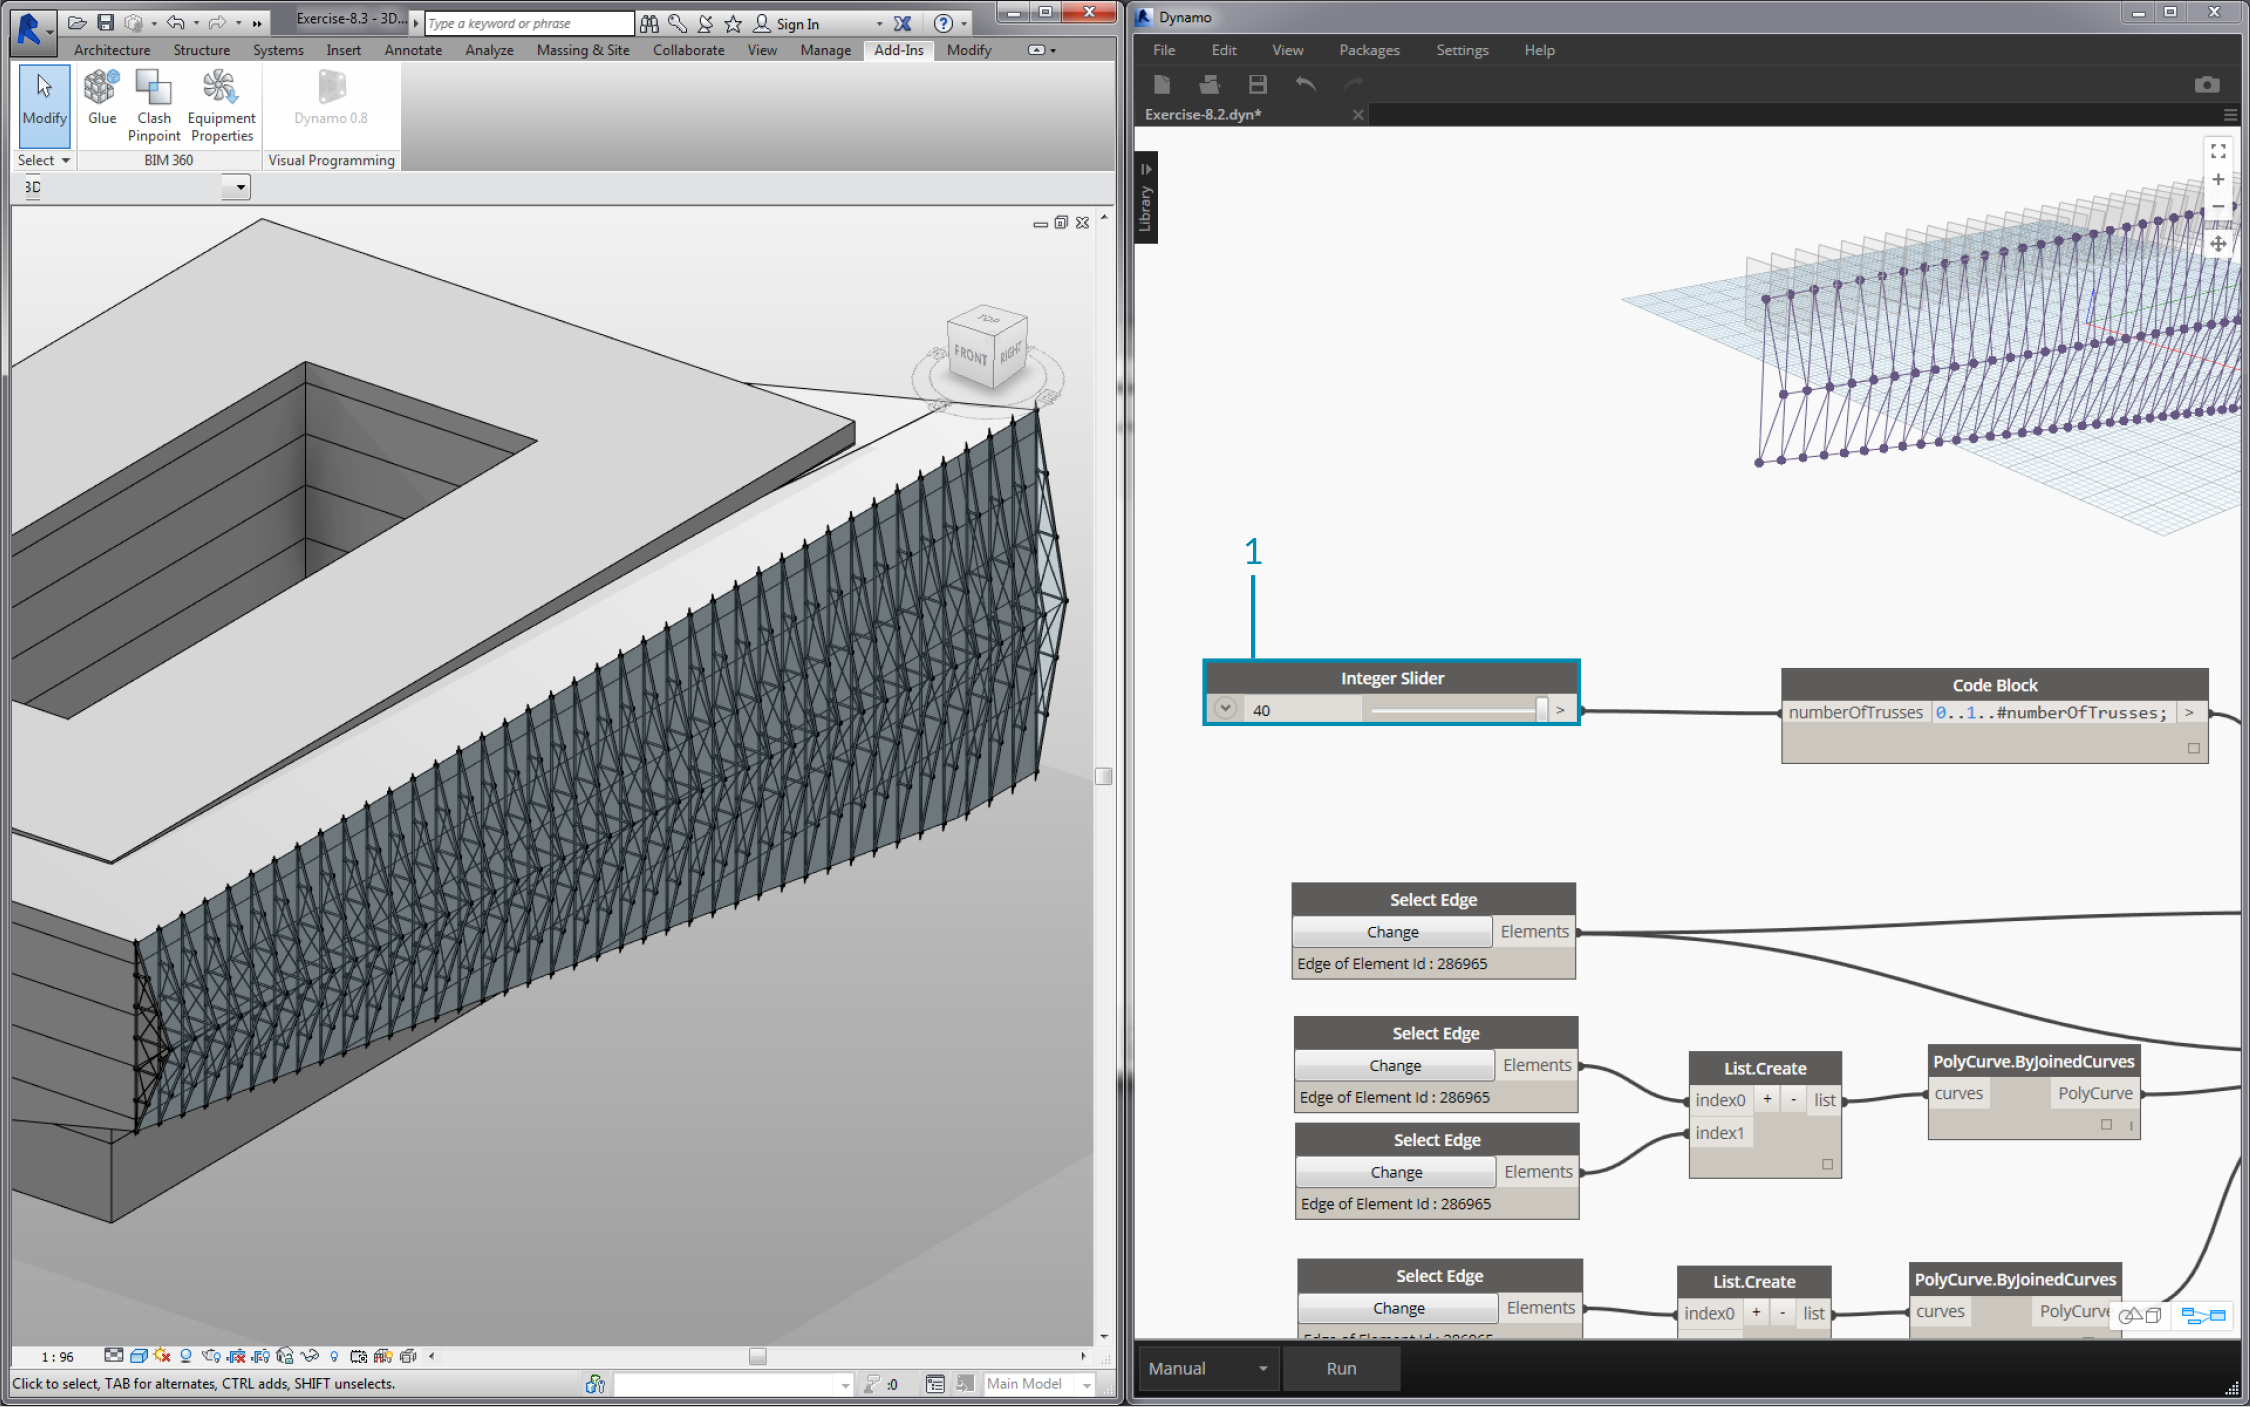 Exercise-8.3 - 3D...
Type a keyword or phrase
Sign In
Architecture Structure Systems Insert Annotate Analyze Massing & Site Collaborate View Manage Add-Ins Modify
Modify
Glue
Clash
Pinpoint
Equipment
Properties
Dynamo 0.8
Select
BIM 360
Visual Programming
3D
TOP
FRONT
RIGHT
1 : 96
Click to select, TAB for alternates, CTRL adds, SHIFT unselects.
:0
Main Model
Dynamo
File Edit View Packages Settings Help
Exercise-8.2.dyn*
Library
1
Integer Slider
40 >
Code Block
numberOfTrusses 0..1..#numberOfTrusses; >
Select Edge
Change Elements
Edge of Element Id : 286965
Select Edge
Change Elements
Edge of Element Id : 286965
Select Edge
Change Elements
Edge of Element Id : 286965
List.Create
index0 + - list
index1
PolyCurve.ByJoinedCurves
curves PolyCurve
Select Edge
Change Elements
Edge of Element Id : 286965
List.Create
index0 + - list
PolyCurve.ByJoinedCurves
curves PolyCurve
Manual
Run